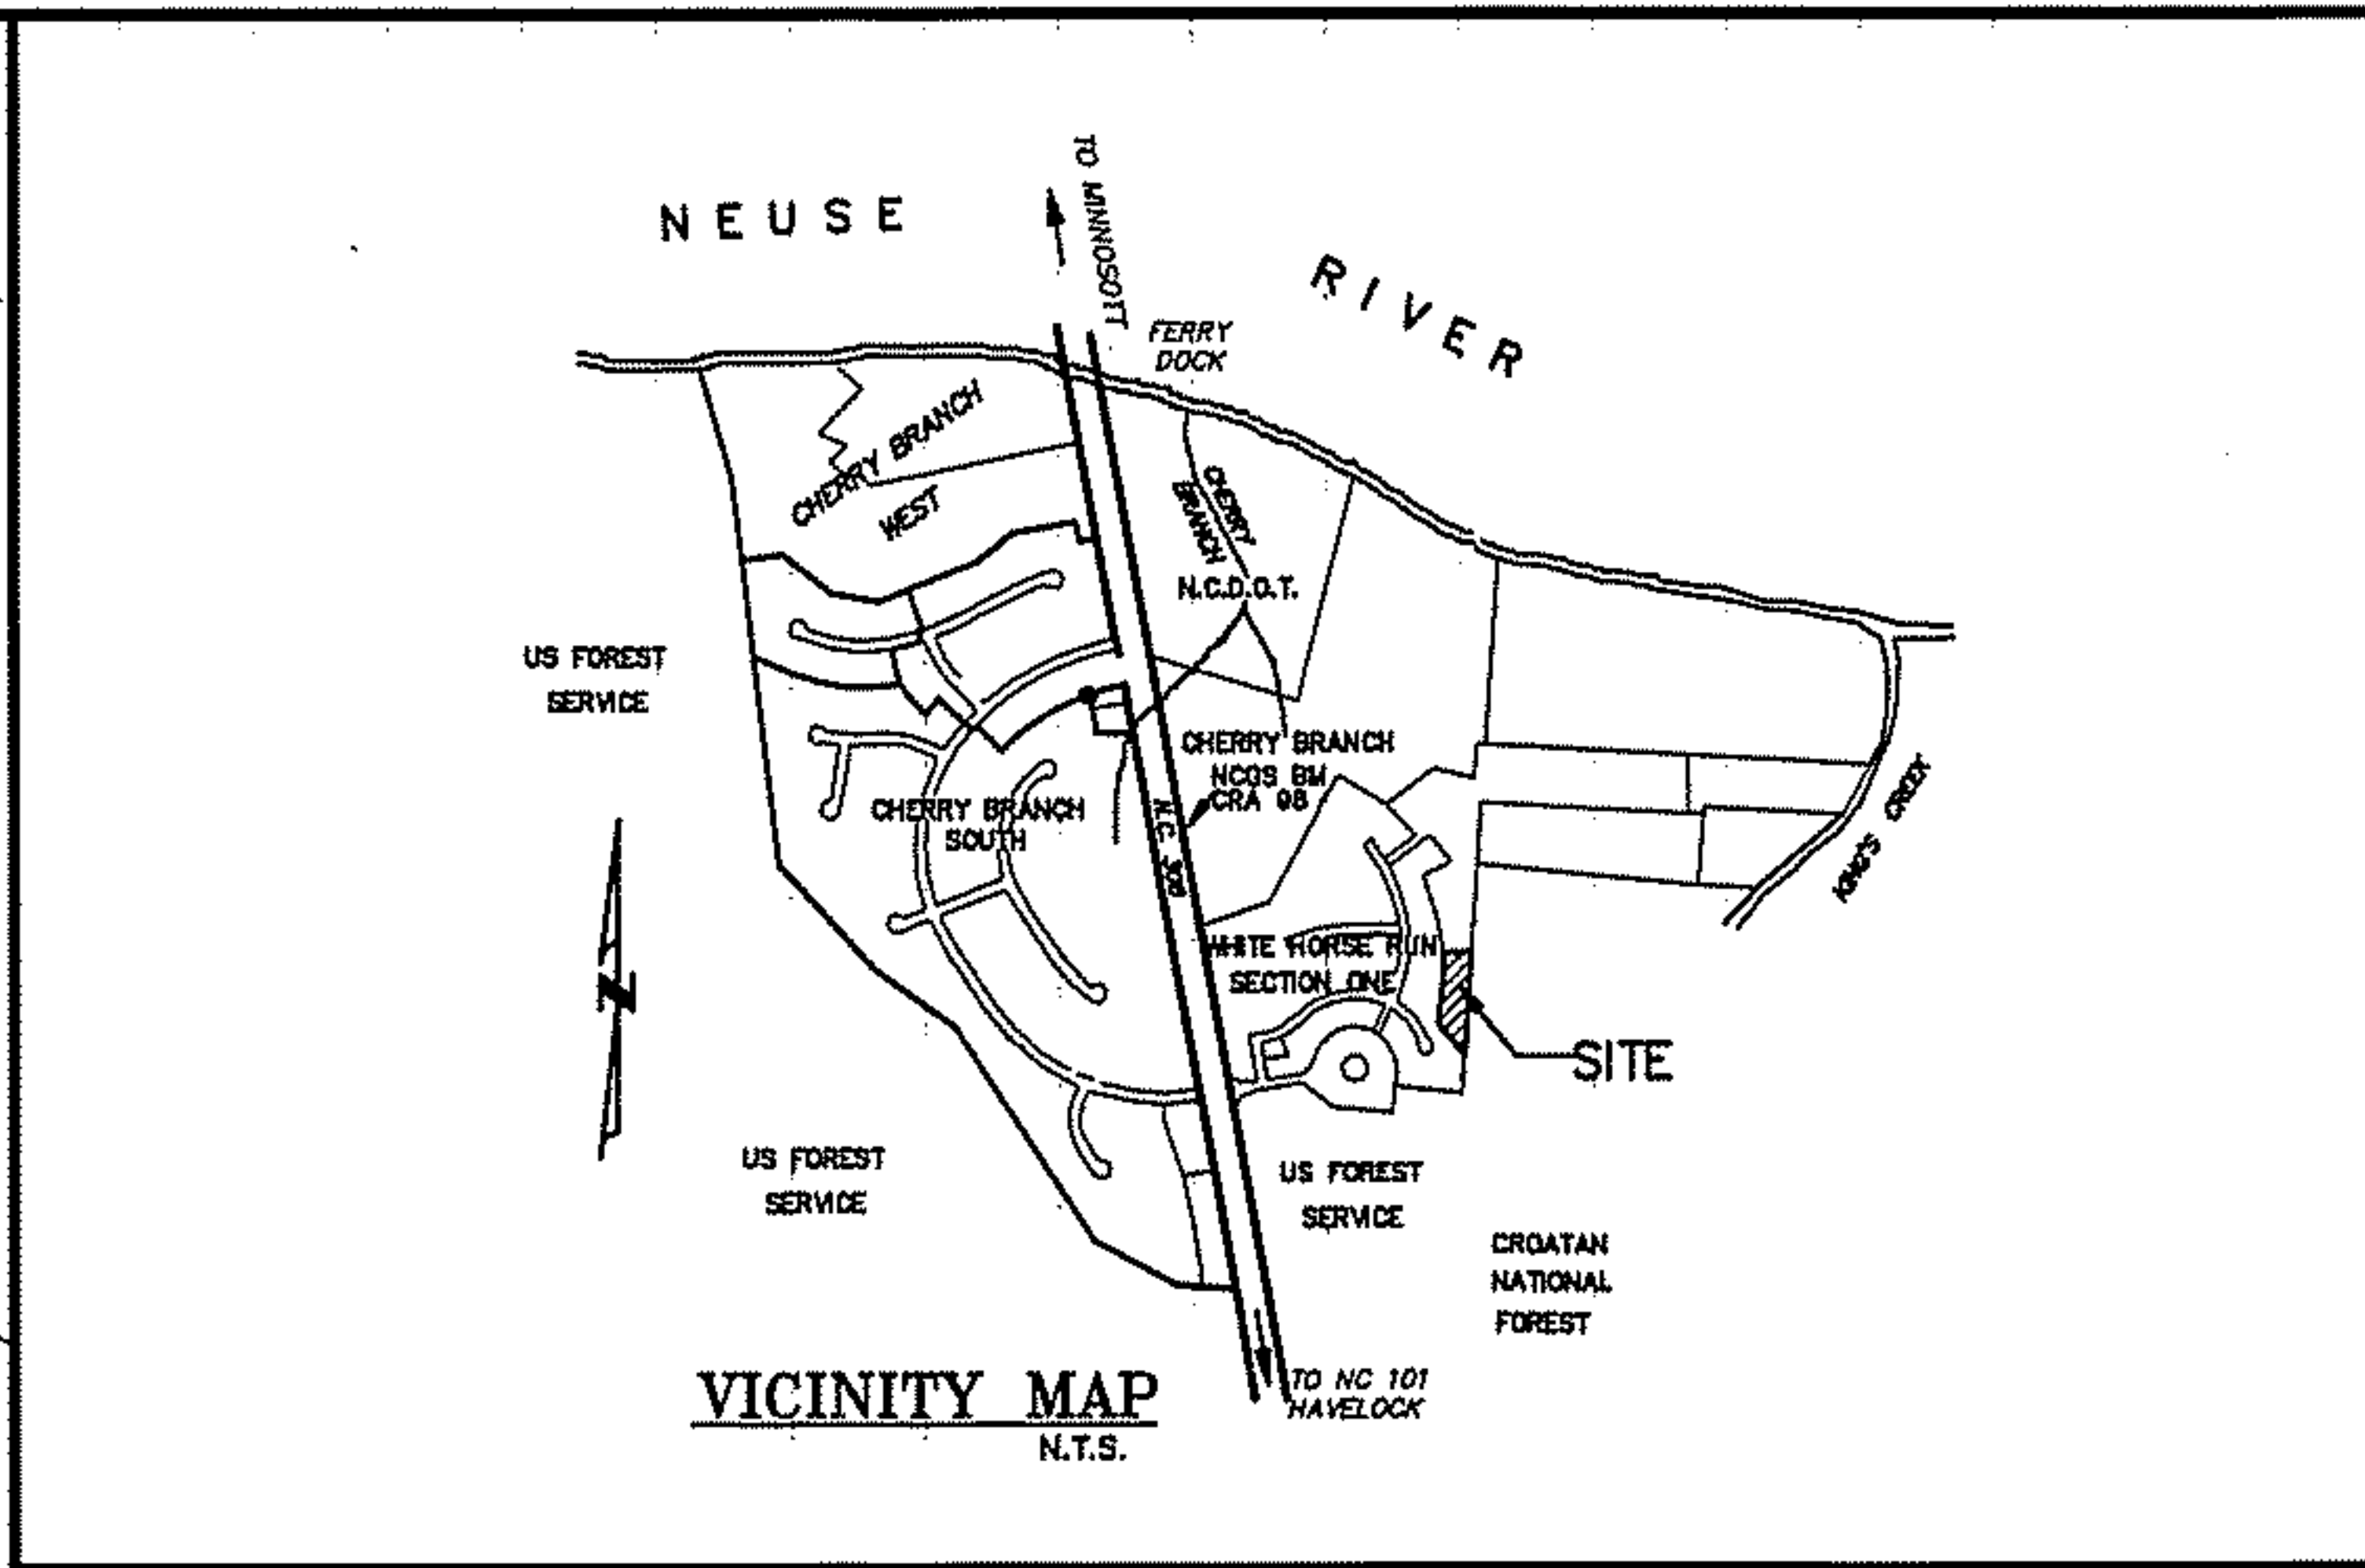 NEUSE
RIVER
TO MINNOSOTT
FERRY
DOCK
CHERRY BRANCH
WEST
CHERRY
BRANCH
N.C.D.O.T.
US FOREST
SERVICE
CHERRY BRANCH
NCGS BM
CRA 98
CHERRY BRANCH
SOUTH
N.C. 306
KING'S CREEK
N
WHITE HORSE RUN
SECTION ONE
SITE
US FOREST
SERVICE
US FOREST
SERVICE
CROATAN
NATIONAL
FOREST
TO NC 101
HAVELOCK
VICINITY MAP
N.T.S.